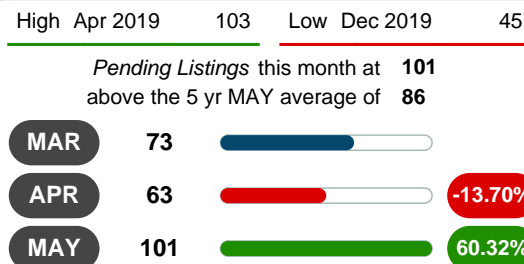 High Apr 2019 103 Low Dec 2019 45
Pending Listings this month at 101
above the 5 yr MAY average of 86
MAR 73
APR 63 -13.70%
MAY 101 60.32%